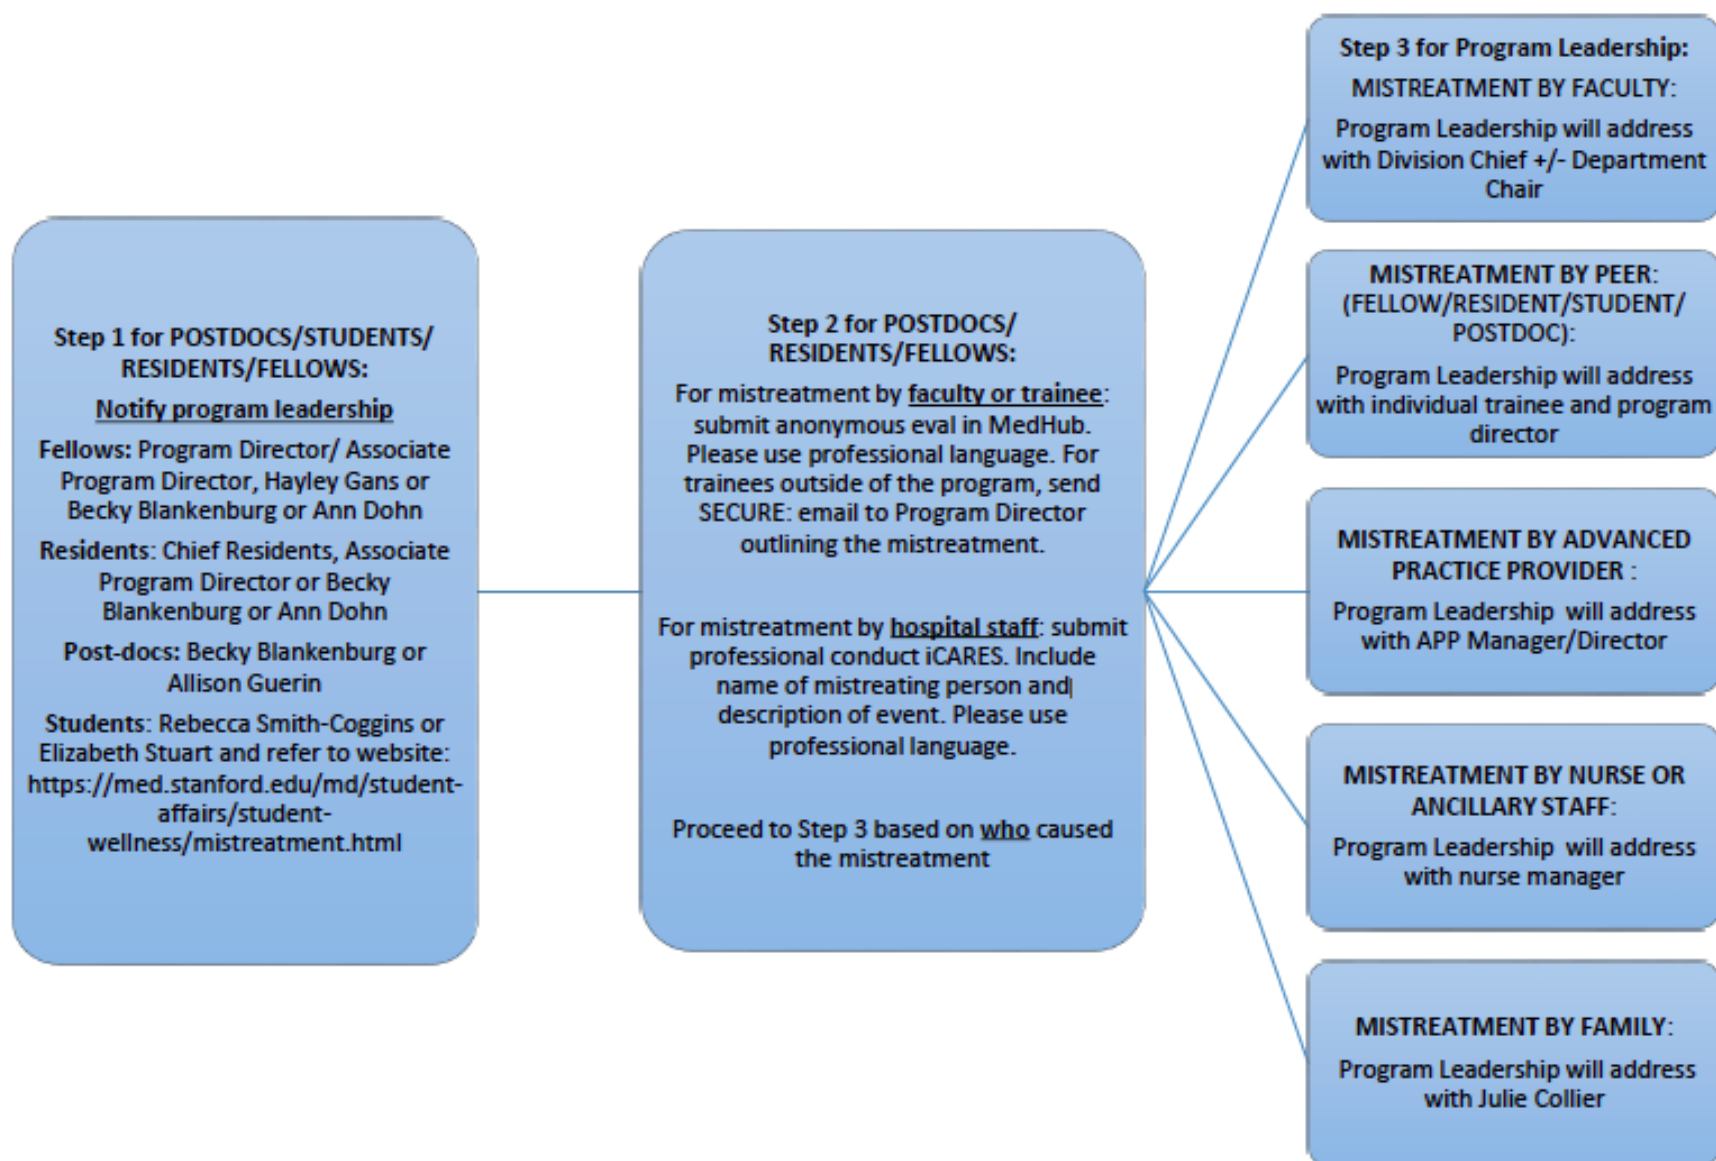 Step 1 for POSTDOCS/STUDENTS/
RESIDENTS/FELLOWS:
Notify program leadership
Fellows: Program Director/ Associate
Program Director, Hayley Gans or
Becky Blankenburg or Ann Dohn
Residents: Chief Residents, Associate
Program Director or Becky
Blankenburg or Ann Dohn
Post-docs: Becky Blankenburg or
Allison Guerin
Students: Rebecca Smith-Coggins or
Elizabeth Stuart and refer to website:
https://med.stanford.edu/md/student-
affairs/student-
wellness/mistreatment.html
Step 2 for POSTDOCS/
RESIDENTS/FELLOWS:
For mistreatment by faculty or trainee:
submit anonymous eval in MedHub.
Please use professional language. For
trainees outside of the program, send
SECURE: email to Program Director
outlining the mistreatment.
For mistreatment by hospital staff: submit
professional conduct iCARES. Include
name of mistreating person and
description of event. Please use
professional language.
Proceed to Step 3 based on who caused
the mistreatment
Step 3 for Program Leadership:
MISTREATMENT BY FACULTY:
Program Leadership will address
with Division Chief +/- Department
Chair
MISTREATMENT BY PEER:
(FELLOW/RESIDENT/STUDENT/
POSTDOC):
Program Leadership will address
with individual trainee and program
director
MISTREATMENT BY ADVANCED
PRACTICE PROVIDER :
Program Leadership will address
with APP Manager/Director
MISTREATMENT BY NURSE OR
ANCILLARY STAFF:
Program Leadership will address
with nurse manager
MISTREATMENT BY FAMILY:
Program Leadership will address
with Julie Collier